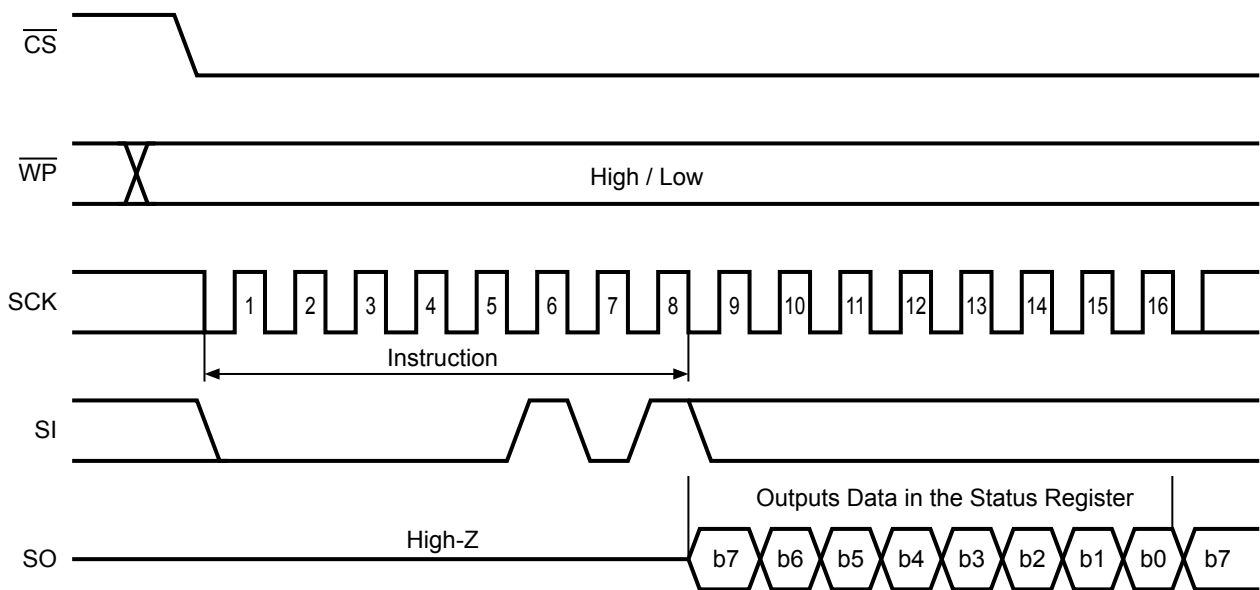 CS
WP
High / Low
SCK
1 2 3 4 5 6 7 8 9 10 11 12 13 14 15 16
Instruction
SI
Outputs Data in the Status Register
High-Z
SO
b7 b6 b5 b4 b3 b2 b1 b0 b7